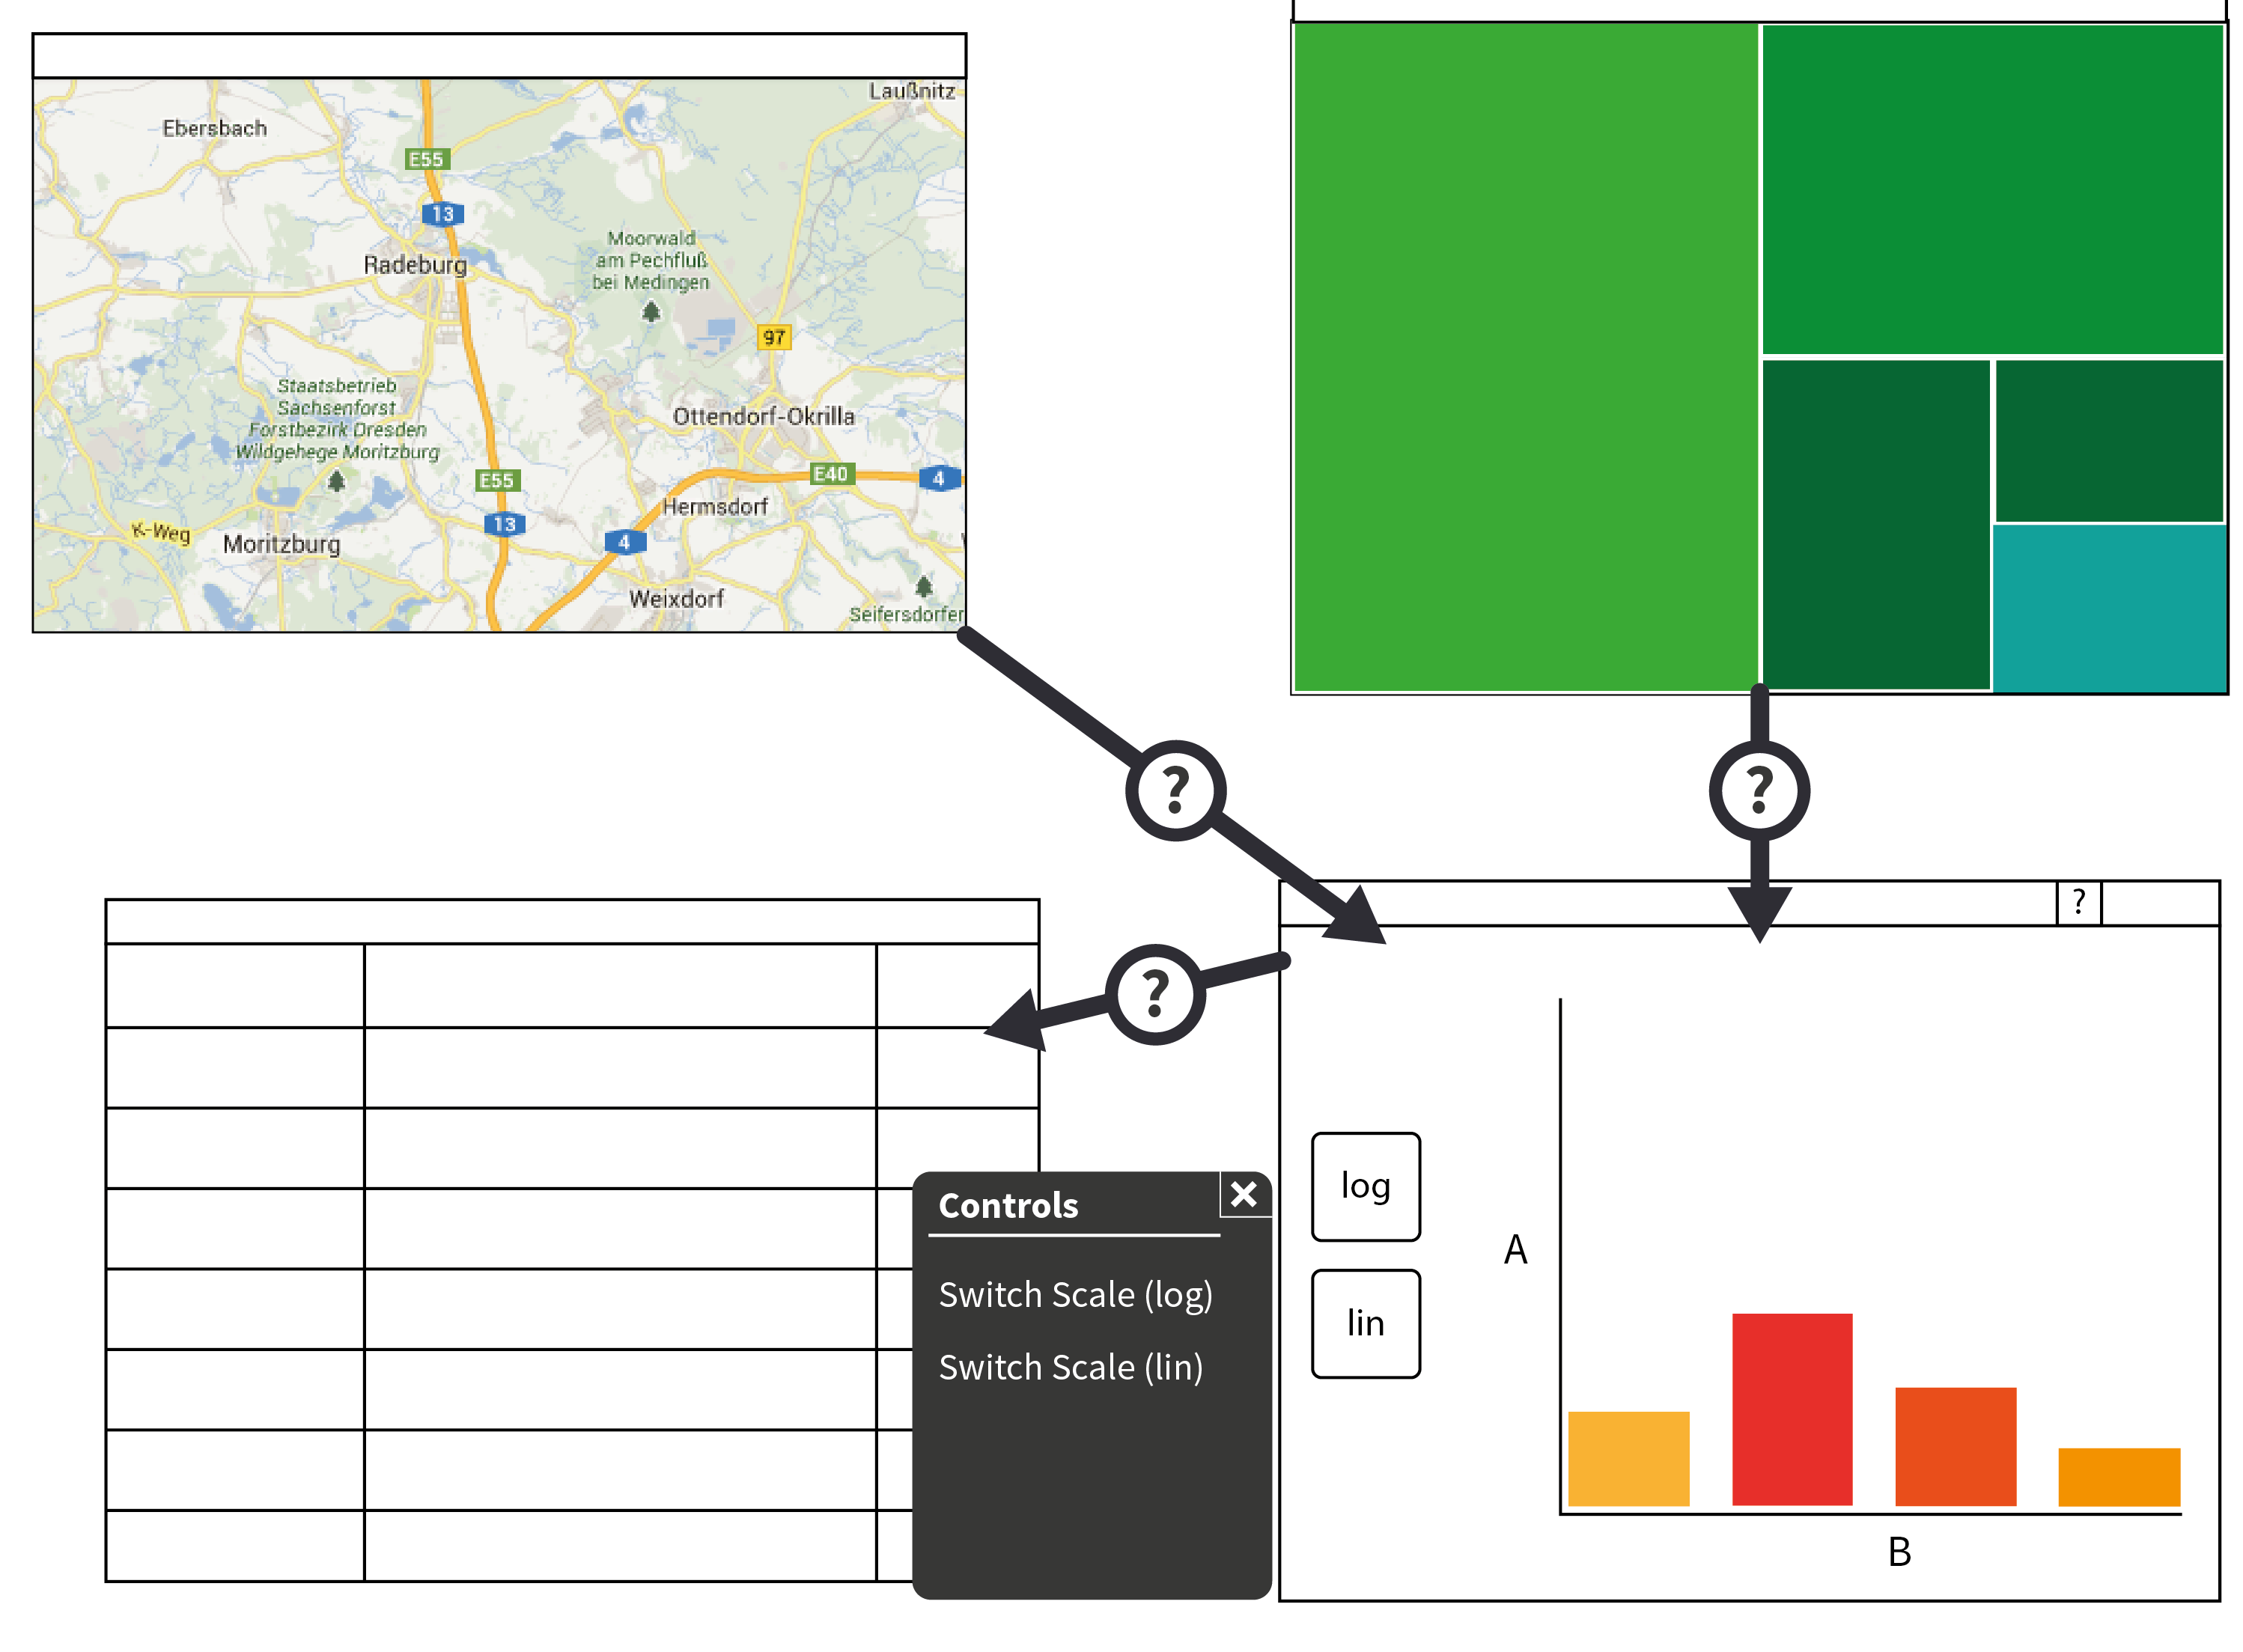 Laußnitz
Ebersbach
E55
13
Moorwald
am Pechfluß
bei Medingen
Radeburg
97
Staatsbetrieb
Sachsenforst
Forstbezirk Dresden
Wildgehege Moritzburg
Ottendorf-Okrilla
E55
E40
4
Hermsdorf
13
K-Weg
4
Moritzburg
Weixdorf
Seifersdorfer
?
?
?
?
Controls
Switch Scale (log)
Switch Scale (lin)
log
lin
A
B